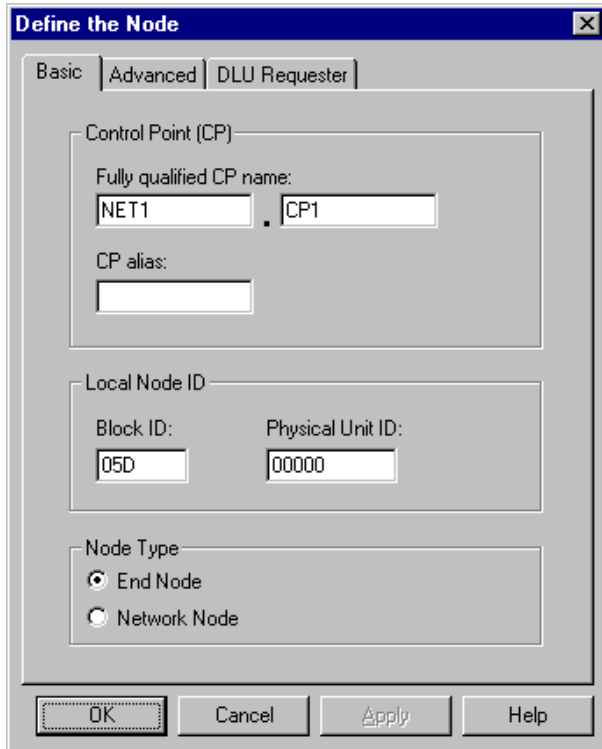 Define the Node
Basic Advanced DLU Requester
Control Point (CP)
Fully qualified CP name:
NET1 . CP1
CP alias:
Local Node ID
Block ID: Physical Unit ID:
05D 00000
Node Type
End Node
Network Node
OK Cancel Apply Help